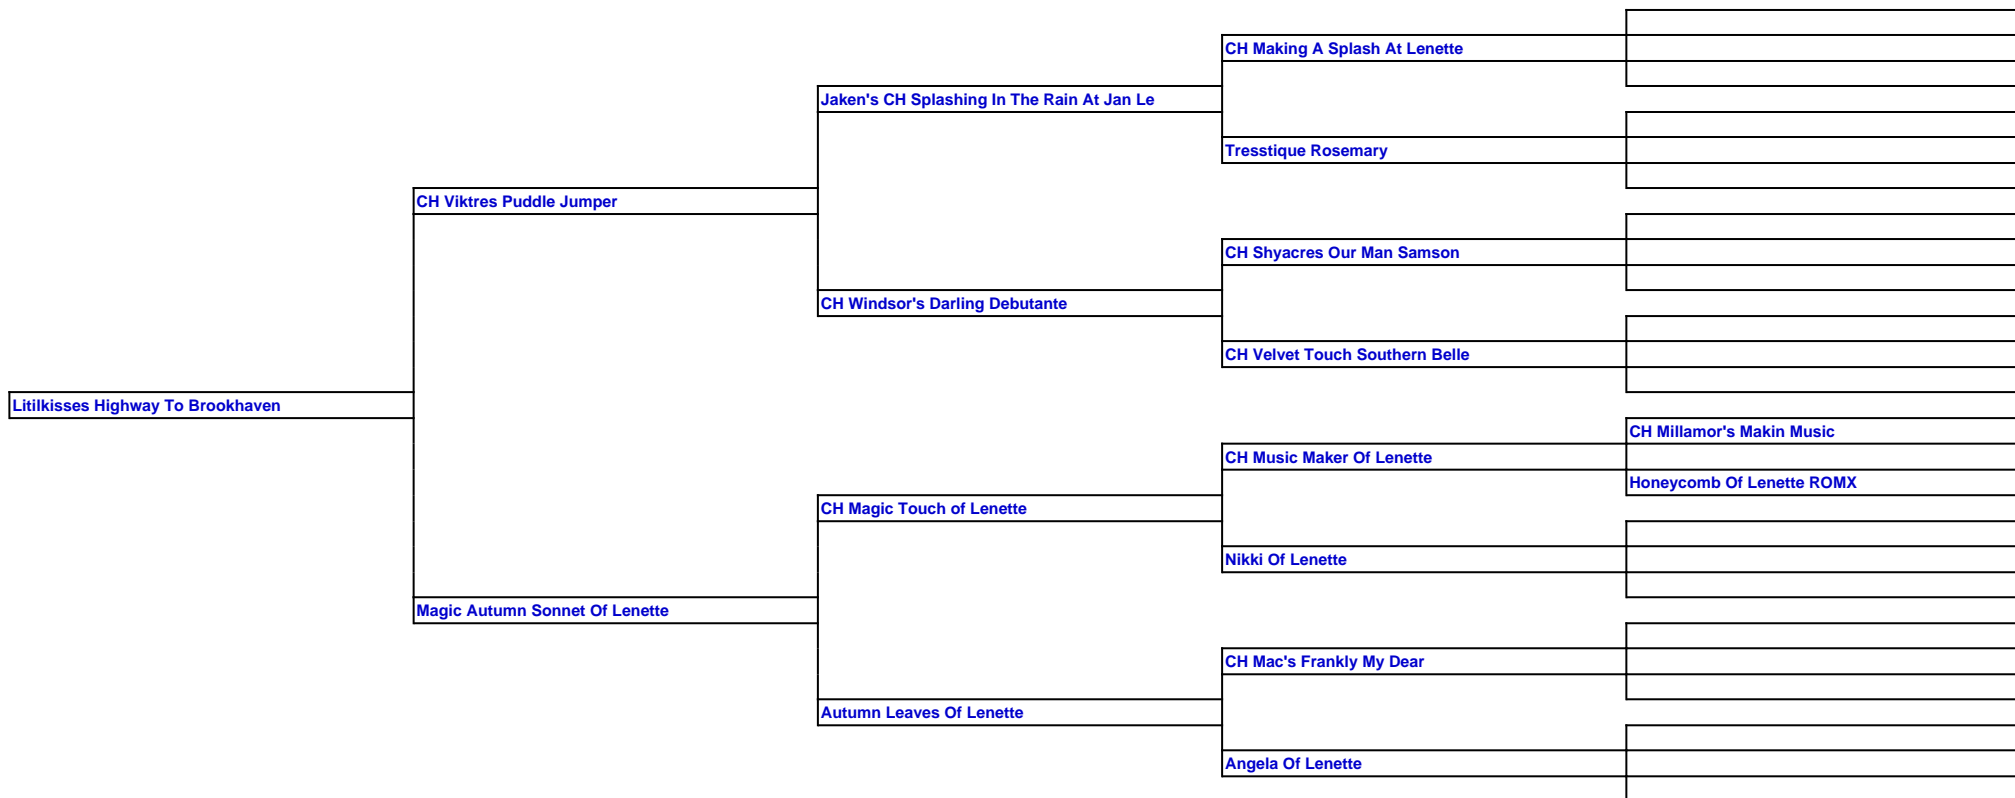 CH Making A Splash At Lenette
Jaken's CH Splashing In The Rain At Jan Le
Tresstique Rosemary
CH Viktres Puddle Jumper
CH Shyacres Our Man Samson
CH Windsor's Darling Debutante
CH Velvet Touch Southern Belle
Litilkisses Highway To Brookhaven
CH Millamor's Makin Music
CH Music Maker Of Lenette
Honeycomb Of Lenette ROMX
CH Magic Touch of Lenette
Nikki Of Lenette
Magic Autumn Sonnet Of Lenette
CH Mac's Frankly My Dear
Autumn Leaves Of Lenette
Angela Of Lenette